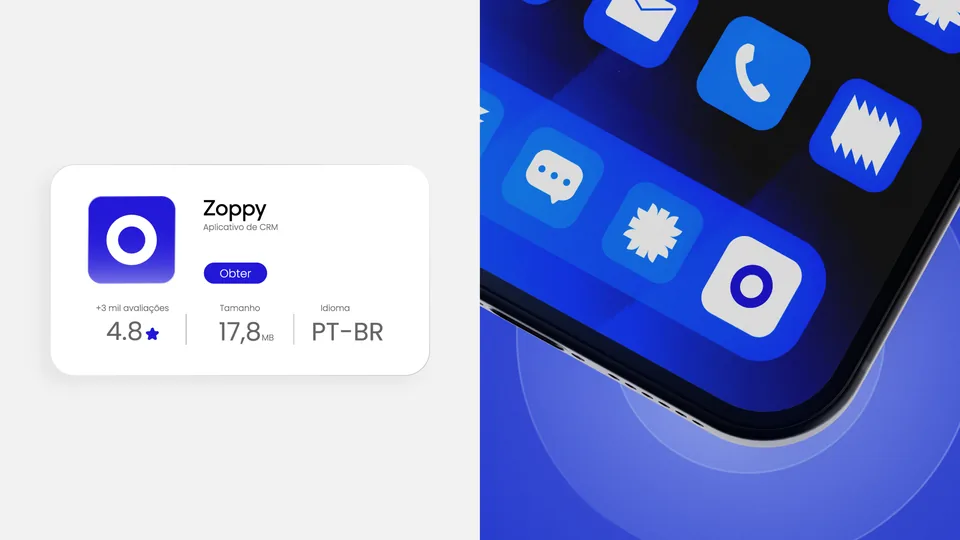 Zoppy
Aplicativo de CRM
Obter
+3 mil avaliações
Tamanho
Idioma
4.8
17,8MB
PT-BR